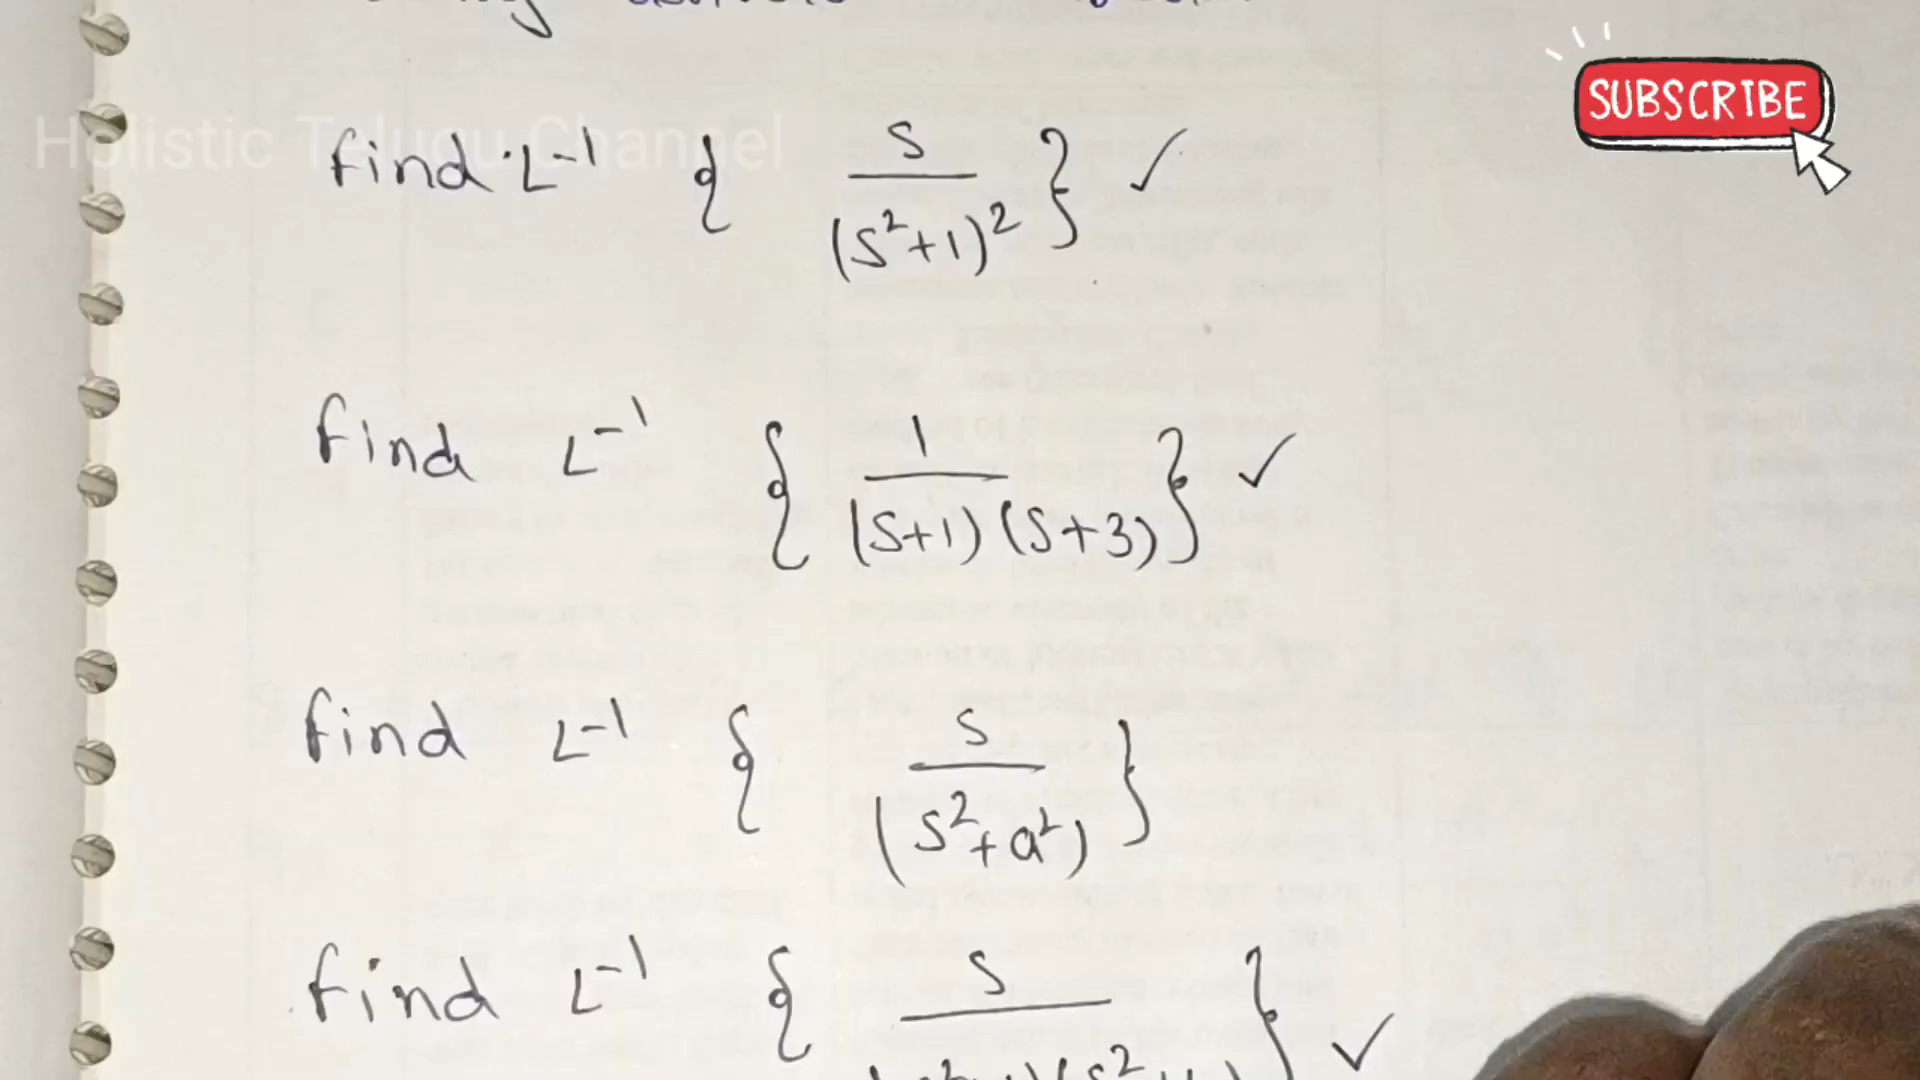 SUBSCRIBE
Holistic Telugu Channel
find L⁻¹ { s / (s²+1)² } ✓
find L⁻¹ { 1 / (s+1)(s+3) } ✓
find L⁻¹ { s / (s²+a²) }
find L⁻¹ { s / } ✓